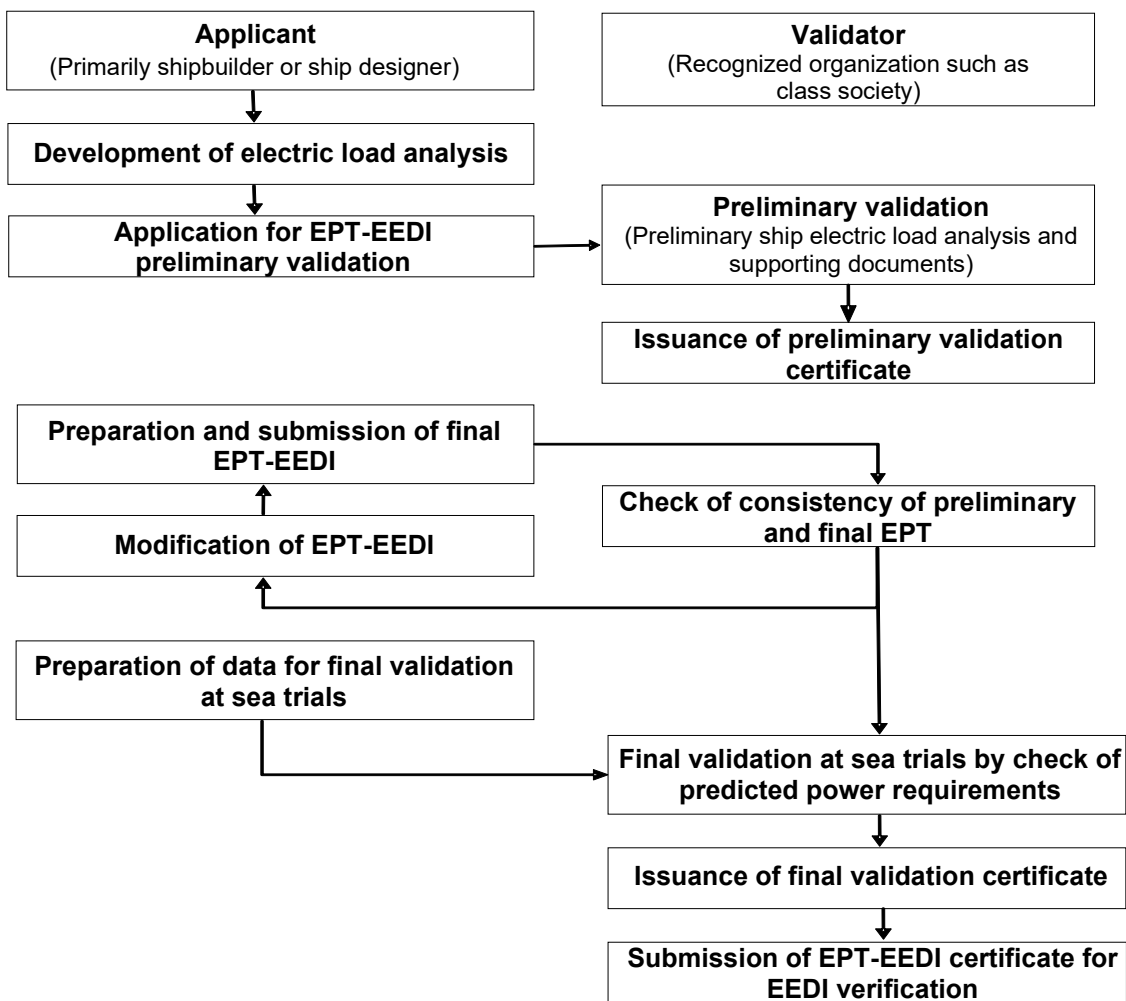 Applicant
(Primarily shipbuilder or ship designer)
Validator
(Recognized organization such as
class society)
Development of electric load analysis
Application for EPT-EEDI
preliminary validation
Preliminary validation
(Preliminary ship electric load analysis and
supporting documents)
Issuance of preliminary validation
certificate
Preparation and submission of final
EPT-EEDI
Check of consistency of preliminary
and final EPT
Modification of EPT-EEDI
Preparation of data for final validation
at sea trials
Final validation at sea trials by check of
predicted power requirements
Issuance of final validation certificate
Submission of EPT-EEDI certificate for
EEDI verification